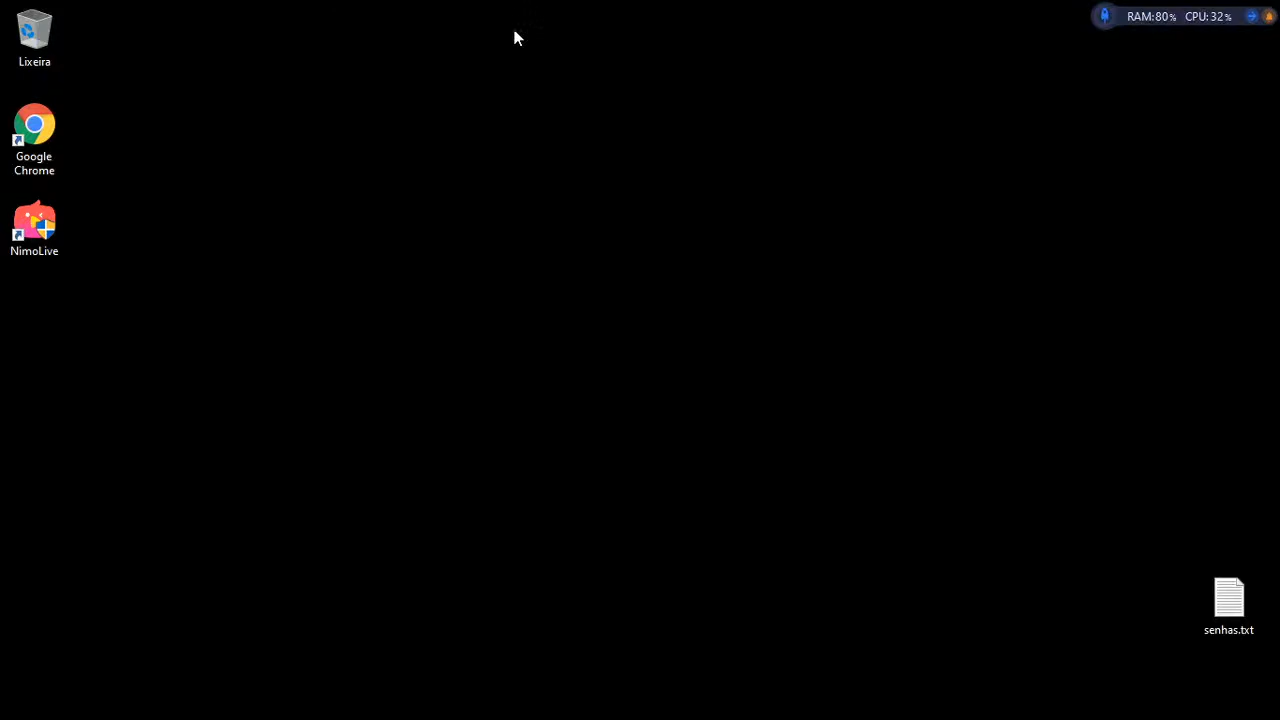 RAM:80% CPU: 32%
Lixeira
Google
Chrome
NimoLive
senhas.txt